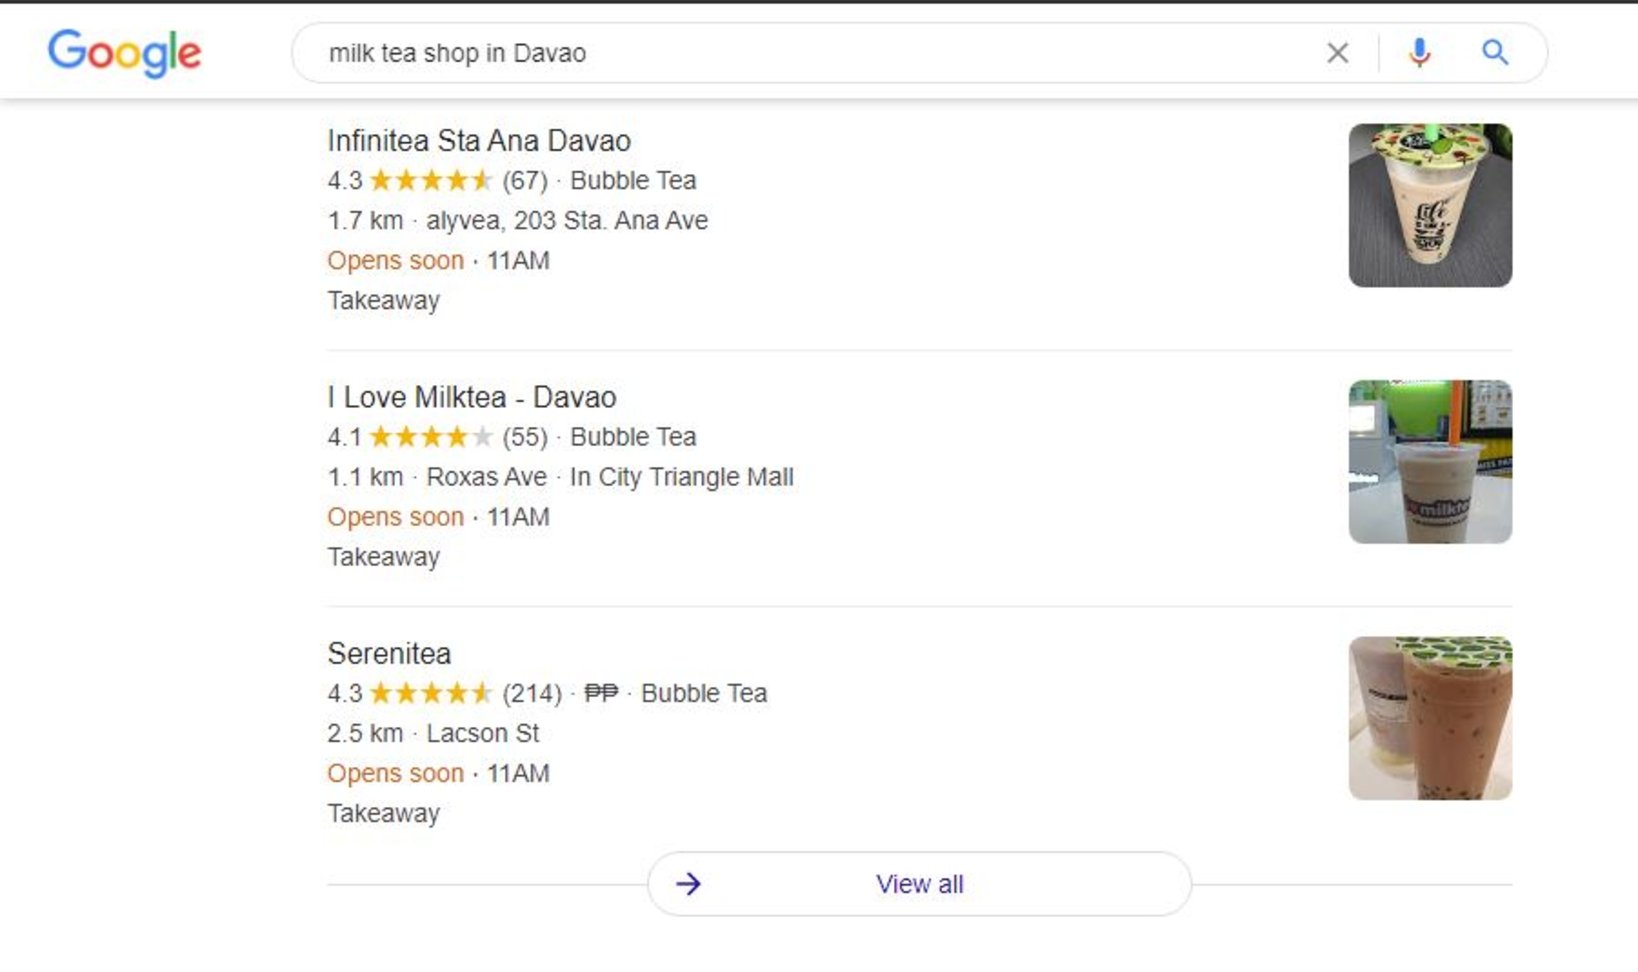 Google
milk tea shop in Davao
Infinitea Sta Ana Davao
4.3 (67) · Bubble Tea
1.7 km · alyvea, 203 Sta. Ana Ave
Opens soon · 11AM
Takeaway
Life
I Love Milktea - Davao
4.1 (55) · Bubble Tea
1.1 km · Roxas Ave · In City Triangle Mall
Opens soon · 11AM
Takeaway
Serenitea
4.3 (214) · ₱₱ · Bubble Tea
2.5 km · Lacson St
Opens soon · 11AM
Takeaway
View all